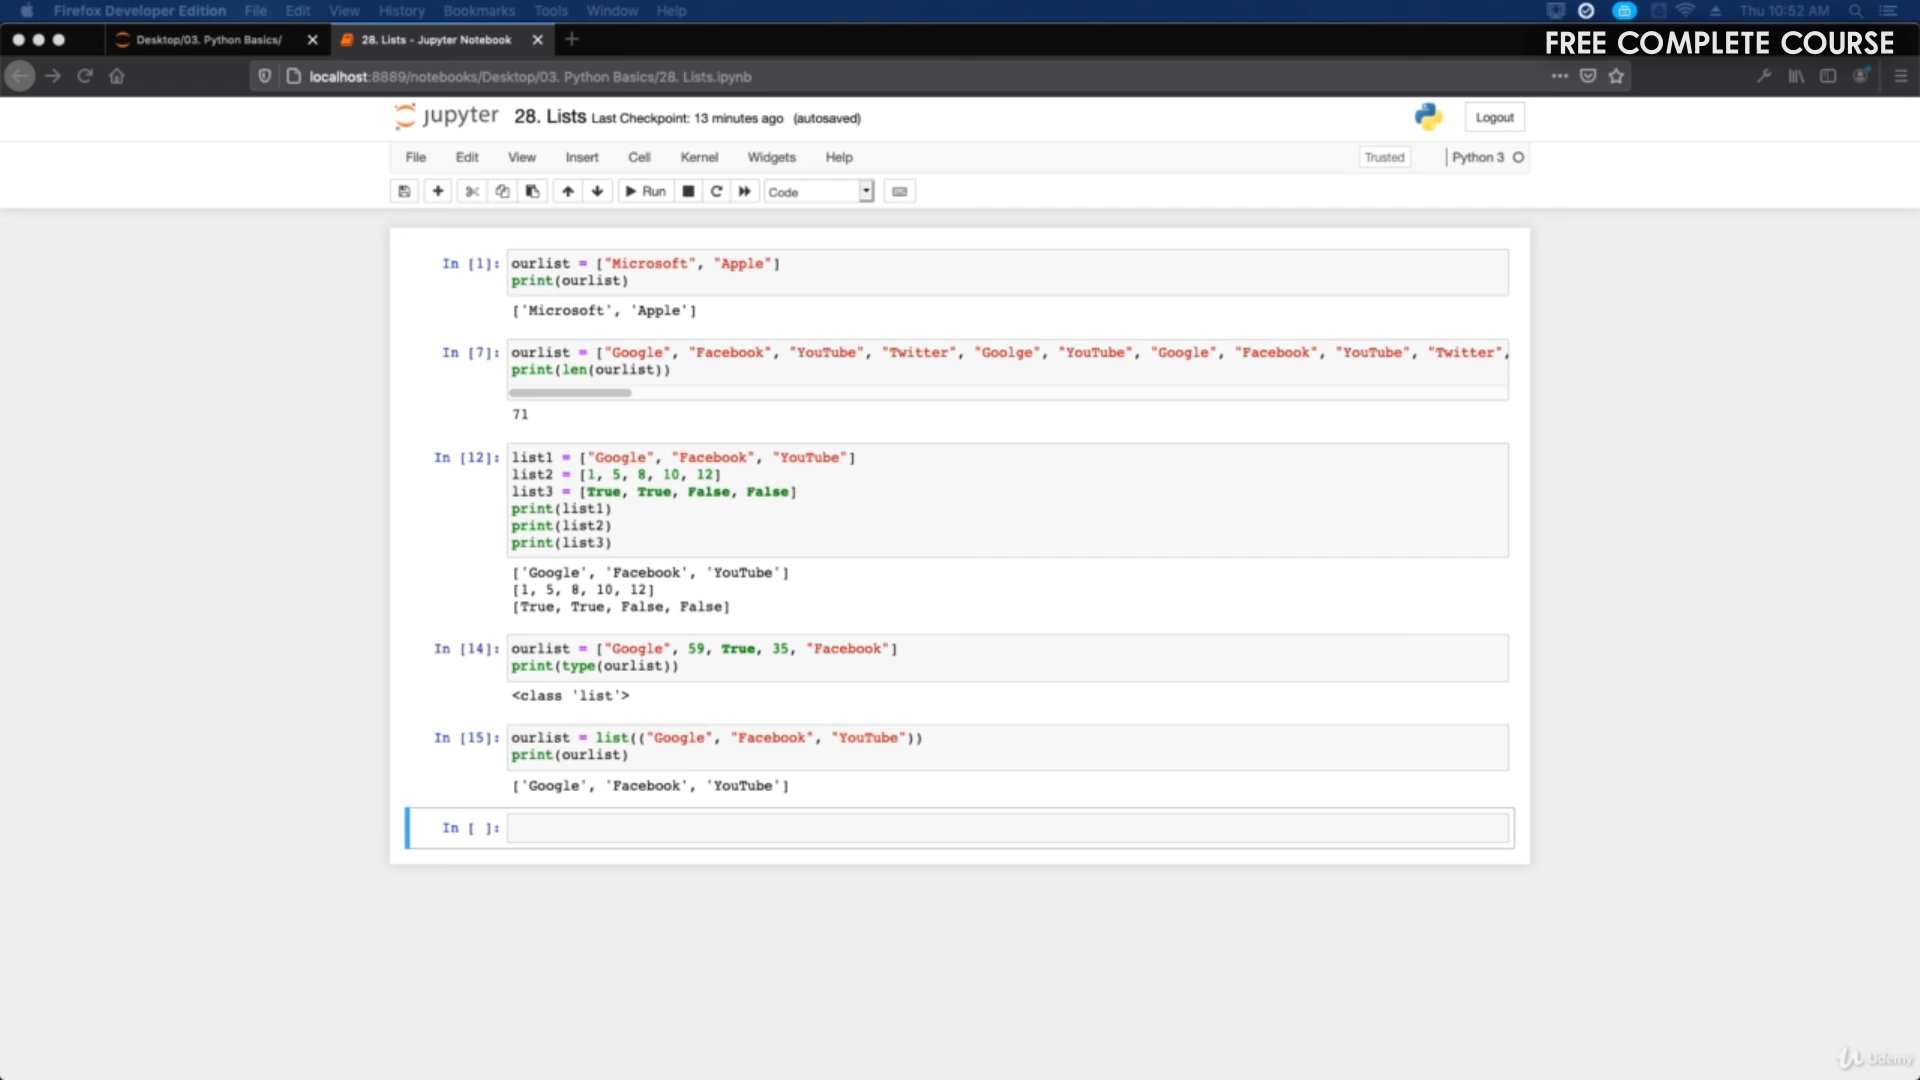 Firefox Developer Edition File Edit View History Bookmarks Tools Window Help Thu 10:52 AM
Desktop/03. Python Basics/ 28. Lists - Jupyter Notebook
FREE COMPLETE COURSE
localhost:8889/notebooks/Desktop/03. Python Basics/28. Lists.ipynb
jupyter 28. Lists Last Checkpoint: 13 minutes ago (autosaved) Logout
File Edit View Insert Cell Kernel Widgets Help Trusted Python 3
Run Code
In [1]: ourlist = ["Microsoft", "Apple"]
print(ourlist)
['Microsoft', 'Apple']
In [7]: ourlist = ["Google", "Facebook", "YouTube", "Twitter", "Goolge", "YouTube", "Google", "Facebook", "YouTube", "Twitter",
print(len(ourlist))
71
In [12]: list1 = ["Google", "Facebook", "YouTube"]
list2 = [1, 5, 8, 10, 12]
list3 = [True, True, False, False]
print(list1)
print(list2)
print(list3)
['Google', 'Facebook', 'YouTube']
[1, 5, 8, 10, 12]
[True, True, False, False]
In [14]: ourlist = ["Google", 59, True, 35, "Facebook"]
print(type(ourlist))
<class 'list'>
In [15]: ourlist = list(("Google", "Facebook", "YouTube"))
print(ourlist)
['Google', 'Facebook', 'YouTube']
In [ ]:
Udemy